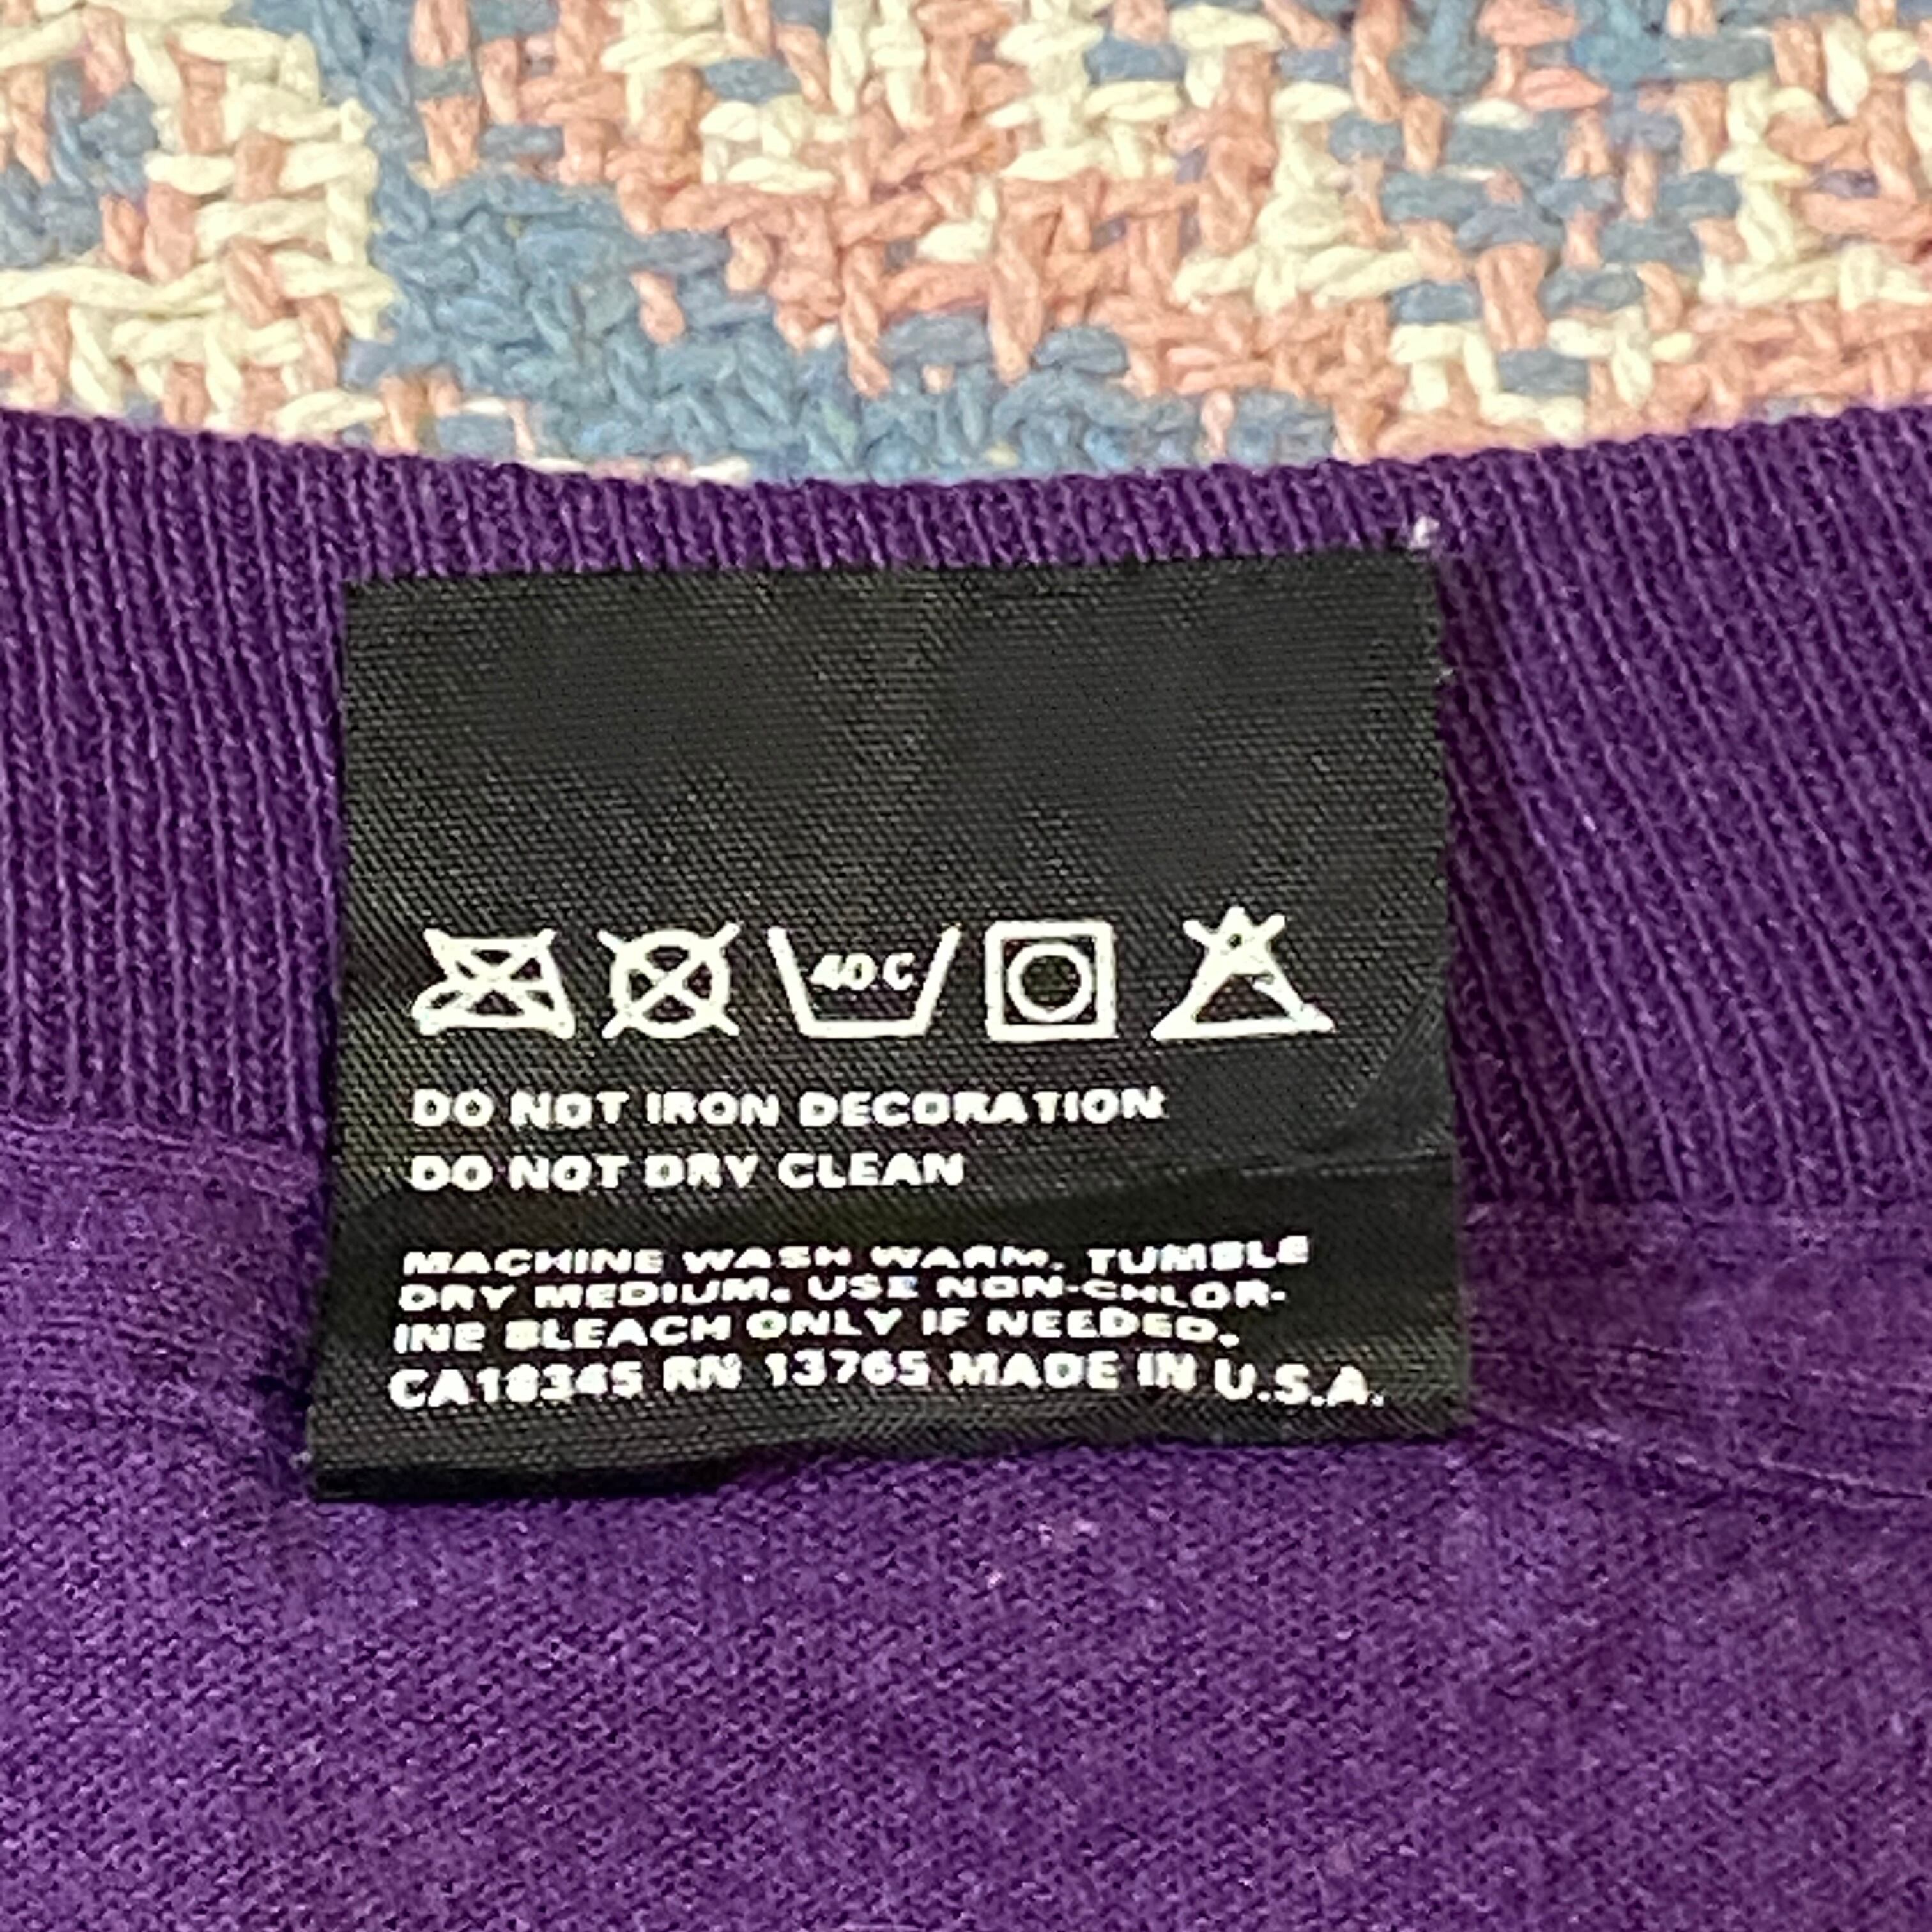 40 C
DO NOT IRON DECORATION
DO NOT DRY CLEAN
MACHINE WASH WARM. TUMBLE
DRY MEDIUM. USE NON-CHLOR-
INE BLEACH ONLY IF NEEDED.
CA18345 RN 13765 MADE IN U.S.A.